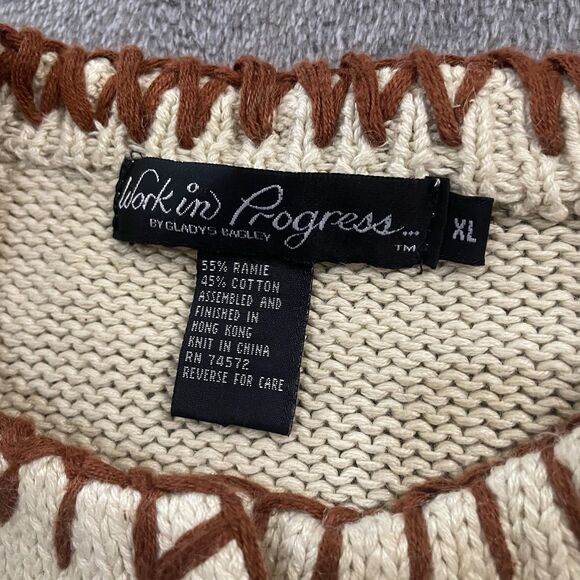 Work in Progress...
BY GLADYS BAGLEY
TM
XL
55% RAMIE
45% COTTON
ASSEMBLED AND
FINISHED IN
HONG KONG
KNIT IN CHINA
RN 74572
REVERSE FOR CARE